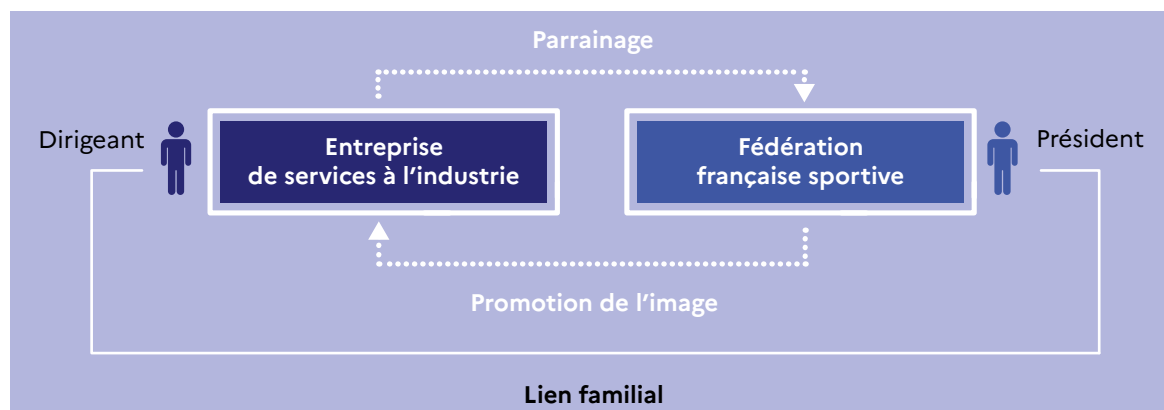 Parrainage
Dirigeant
Entreprise
de services à l’industrie
Fédération
française sportive
Président
Promotion de l’image
Lien familial